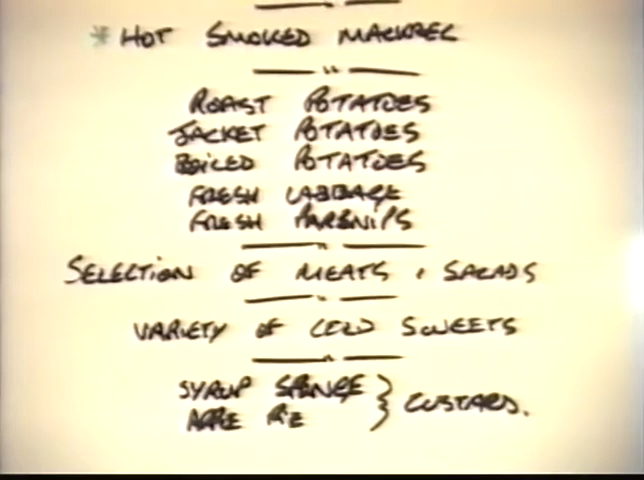 * HOT SMOKED MACKREL
ROAST POTATOES
JACKET POTATOES
BOILED POTATOES
FRESH CABBAGE
FRESH PARSNIPS
SELECTION OF MEATS & SALADS
VARIETY OF COLD SWEETS
SYRUP SPONGE } CUSTARD.
APPLE PIE